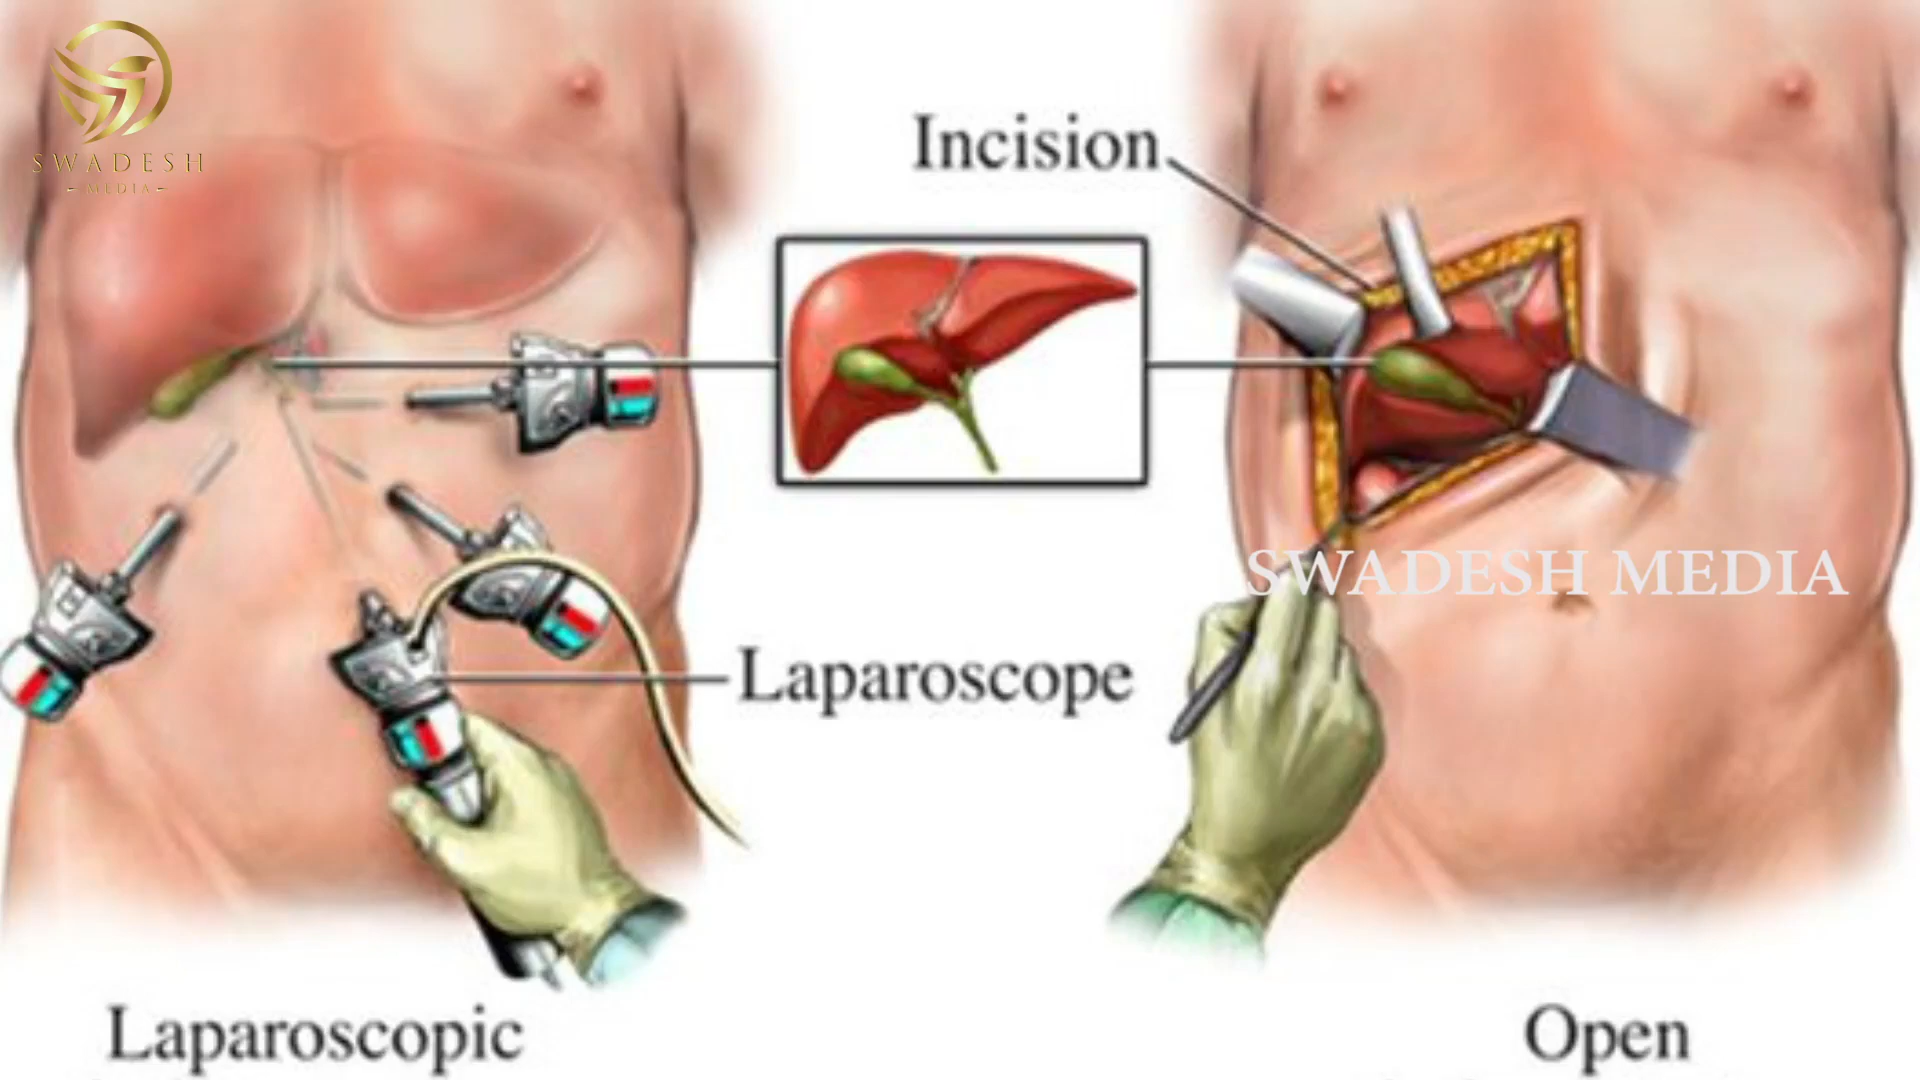 SWADESH
MEDIA
Incision
SWADESH MEDIA
Laparoscope
Laparoscopic
Open